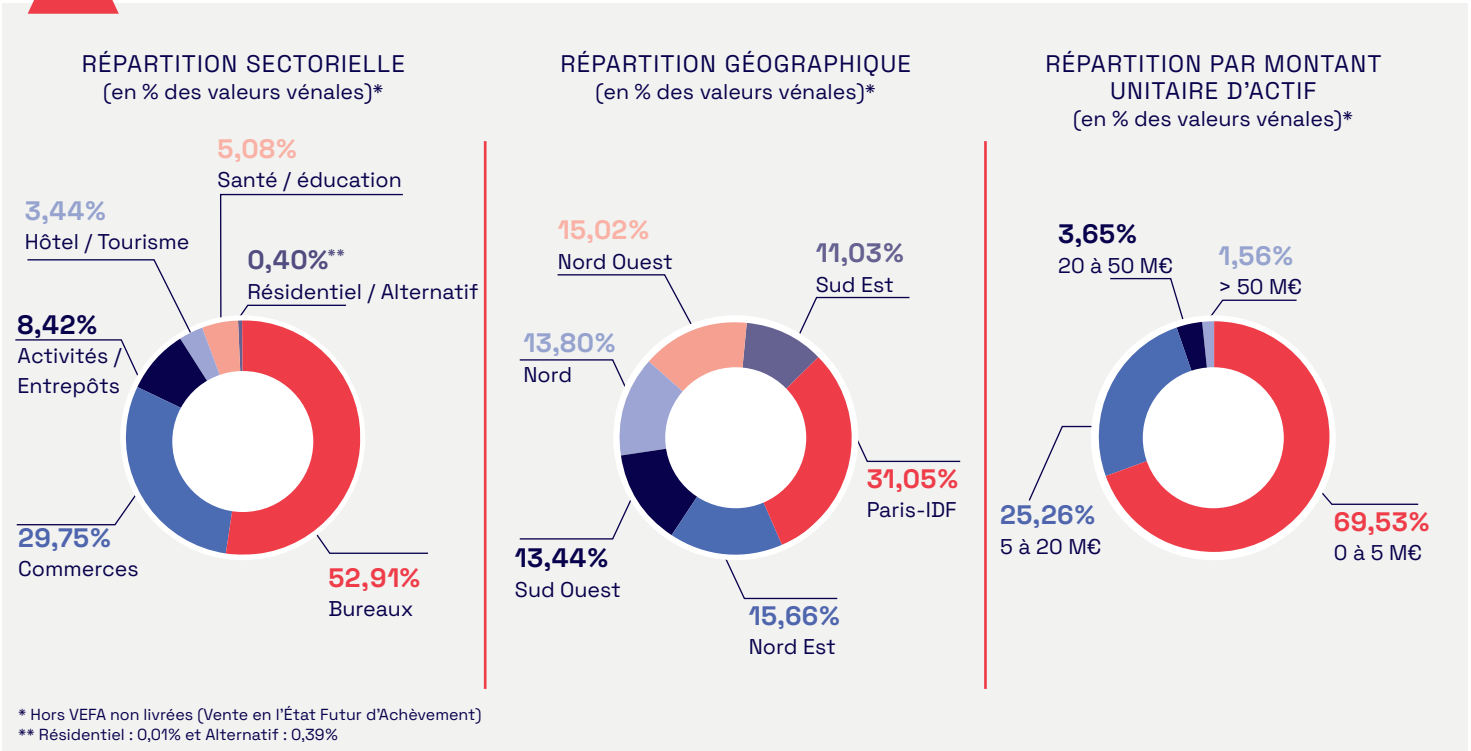 RÉPARTITION SECTORIELLE
(en % des valeurs vénales)*
5,08%
Santé / éducation
3,44%
Hôtel / Tourisme
0,40%**
Résidentiel / Alternatif
8,42%
Activités /
Entrepôts
29,75%
Commerces
52,91%
Bureaux
RÉPARTITION GÉOGRAPHIQUE
(en % des valeurs vénales)*
15,02%
Nord Ouest
11,03%
Sud Est
13,80%
Nord
31,05%
Paris-IDF
13,44%
Sud Ouest
15,66%
Nord Est
RÉPARTITION PAR MONTANT
UNITAIRE D'ACTIF
(en % des valeurs vénales)*
3,65%
20 à 50 M€
1,56%
> 50 M€
25,26%
5 à 20 M€
69,53%
0 à 5 M€
* Hors VEFA non livrées (Vente en l'État Futur d'Achèvement)
** Résidentiel : 0,01% et Alternatif : 0,39%